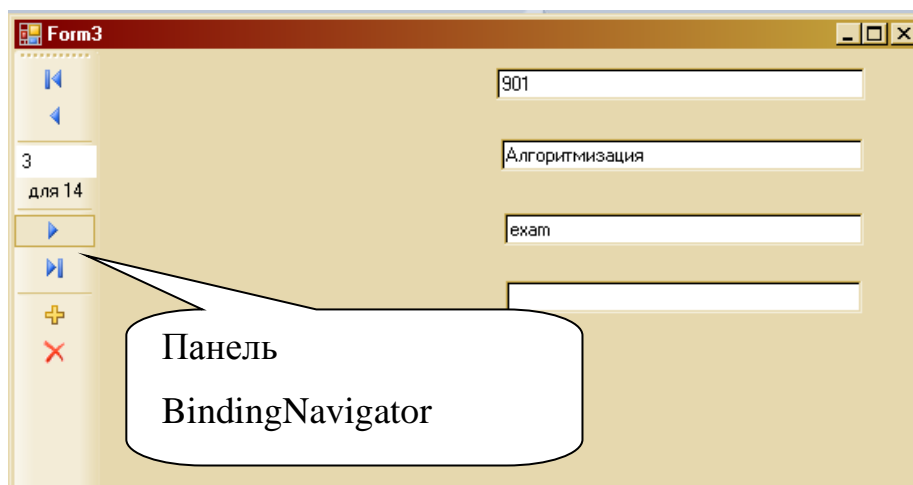 Form3
901
Алгоритмизация
3
для 14
exam
Панель
BindingNavigator